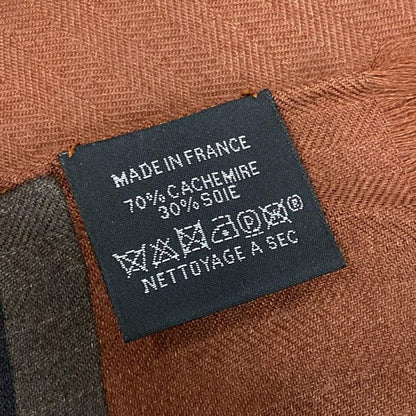 MADE IN FRANCE
70% CACHEMIRE
30% SOIE
P ®
NETTOYAGE A SEC